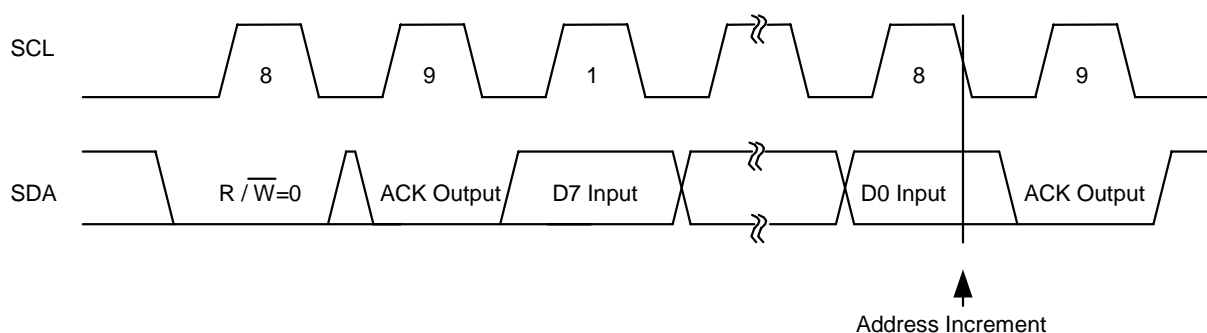 SCL
8
9
1
8
9
SDA
R / W̅=0
ACK Output
D7 Input
D0 Input
ACK Output
Address Increment